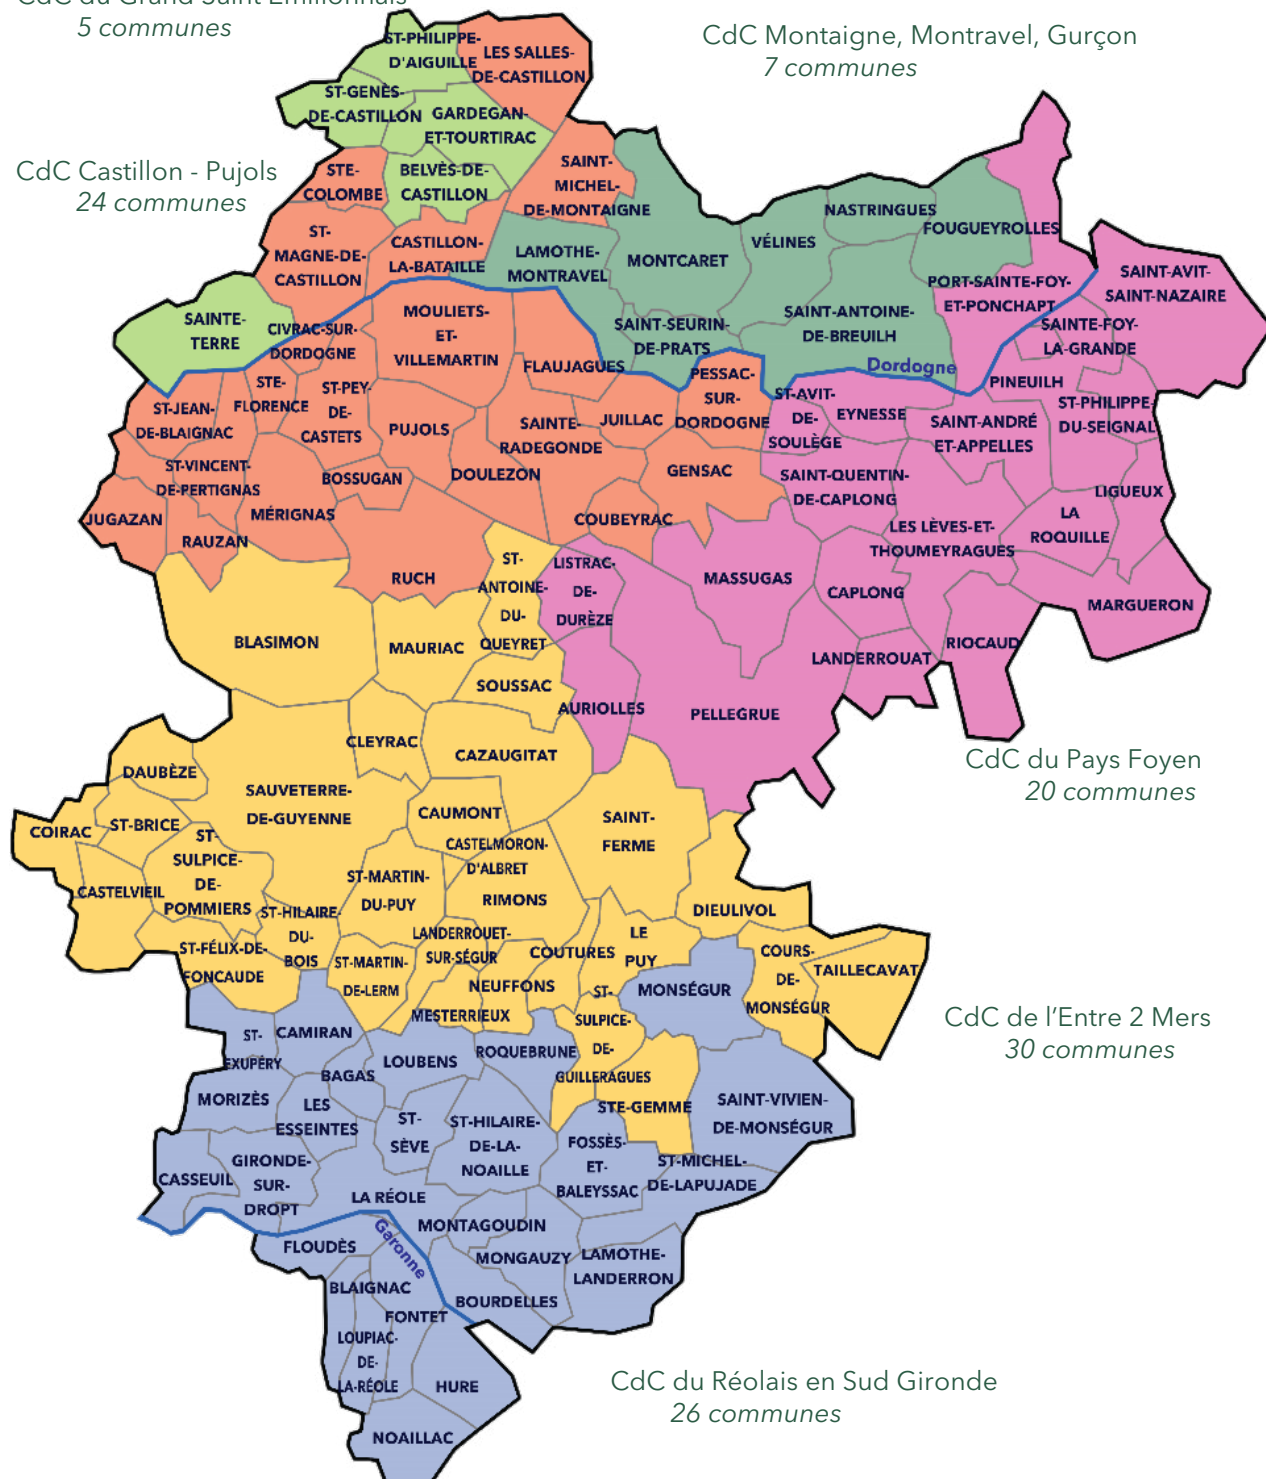 CdC du Grand Saint Emilionnais
5 communes
CdC Montaigne, Montravel, Gurçon
7 communes
CdC Castillon - Pujols
24 communes
ST-PHILIPPE-
D'AIGUILLE
LES SALLES-
DE-CASTILLON
ST-GENÈS-
DE-CASTILLON
GARDEGAN-
ET-TOURTIRAC
STE-
COLOMBE
BELVÈS-DE-
CASTILLON
SAINT-
MICHEL-
DE-MONTAIGNE
ST-
MAGNE-DE-
CASTILLON
CASTILLON-
LA-BATAILLE
LAMOTHE-
MONTRAVEL
MONTCARET
VÉLINES
NASTRINGUES
FOUGUEYROLLES
PORT-SAINTE-FOY-
ET-PONCHAPT
SAINT-AVIT-
SAINT-NAZAIRE
SAINTE-
TERRE
CIVRAC-SUR-
DORDOGNE
MOULIETS-
ET-
VILLEMARTIN
FLAUJAGUES
SAINT-SEURIN-
DE-PRATS
SAINT-ANTOINE-
DE-BREUILH
Dordogne
SAINTE-FOY-
LA-GRANDE
PINEUILH
ST-JEAN-
DE-BLAIGNAC
STE-
FLORENCE
ST-PEY-
DE-
CASTETS
PUJOLS
SAINTE-
RADEGONDE
DOULEZON
JUILLAC
PESSAC-
SUR-
DORDOGNE
ST-AVIT-
DE-
SOULÈGE
EYNESSE
SAINT-ANDRÉ
ET-APPELLES
ST-PHILIPPE-
DU-SEIGNAL
ST-VINCENT-
DE-PERTIGNAS
BOSSUGAN
GENSAC
SAINT-QUENTIN-
DE-CAPLONG
LIGUEUX
JUGAZAN
RAUZAN
MÉRIGNAS
COUBEYRAC
LES LÈVES-ET-
THOUMEYRAGUES
LA
ROQUILLE
RUCH
ST-
ANTOINE-
DU-
QUEYRET
LISTRAC-
DE-
DURÈZE
MASSUGAS
CAPLONG
MARGUERON
BLASIMON
MAURIAC
LANDERROUAT
RIOCAUD
SOUSSAC
AURIOLLES
PELLEGRUE
CLEYRAC
CAZAUGITAT
CdC du Pays Foyen
20 communes
DAUBÈZE
SAUVETERRE-
DE-GUYENNE
CAUMONT
SAINT-
FERME
COIRAC
ST-BRICE
ST-
SULPICE-
DE-
POMMIERS
CASTELMORON-
D'ALBRET
CASTELVIEIL
ST-MARTIN-
DU-PUY
RIMONS
DIEULIVOL
ST-HILAIRE-
DU-
BOIS
ST-FÉLIX-DE-
FONCAUDE
ST-MARTIN-
DE-LERM
LANDERROUET-
SUR-SÉGUR
COUTURES
LE
PUY
COURS-
DE-
MONSÉGUR
TAILLECAVAT
NEUFFONS
MESTERRIEUX
MONSÉGUR
ST-
SULPICE-
DE-
GUILLERAGUES
CdC de l'Entre 2 Mers
30 communes
ST-
EXUPÉRY
CAMIRAN
BAGAS
LOUBENS
ROQUEBRUNE
STE-GEMME
SAINT-VIVIEN-
DE-MONSÉGUR
MORIZÈS
LES
ESSEINTES
ST-
SÈVE
ST-HILAIRE-
DE-LA-
NOAILLE
FOSSÈS-
ET-
BALEYSSAC
ST-MICHEL-
DE-LAPUJADE
CASSEUIL
GIRONDE-
SUR-
DROPT
LA RÉOLE
MONTAGOUDIN
FLOUDÈS
Garonne
MONGAUZY
LAMOTHE-
LANDERRON
BLAIGNAC
FONTET
BOURDELLES
LOUPIAC-
DE-
LA-RÉOLE
HURE
NOAILLAC
CdC du Réolais en Sud Gironde
26 communes